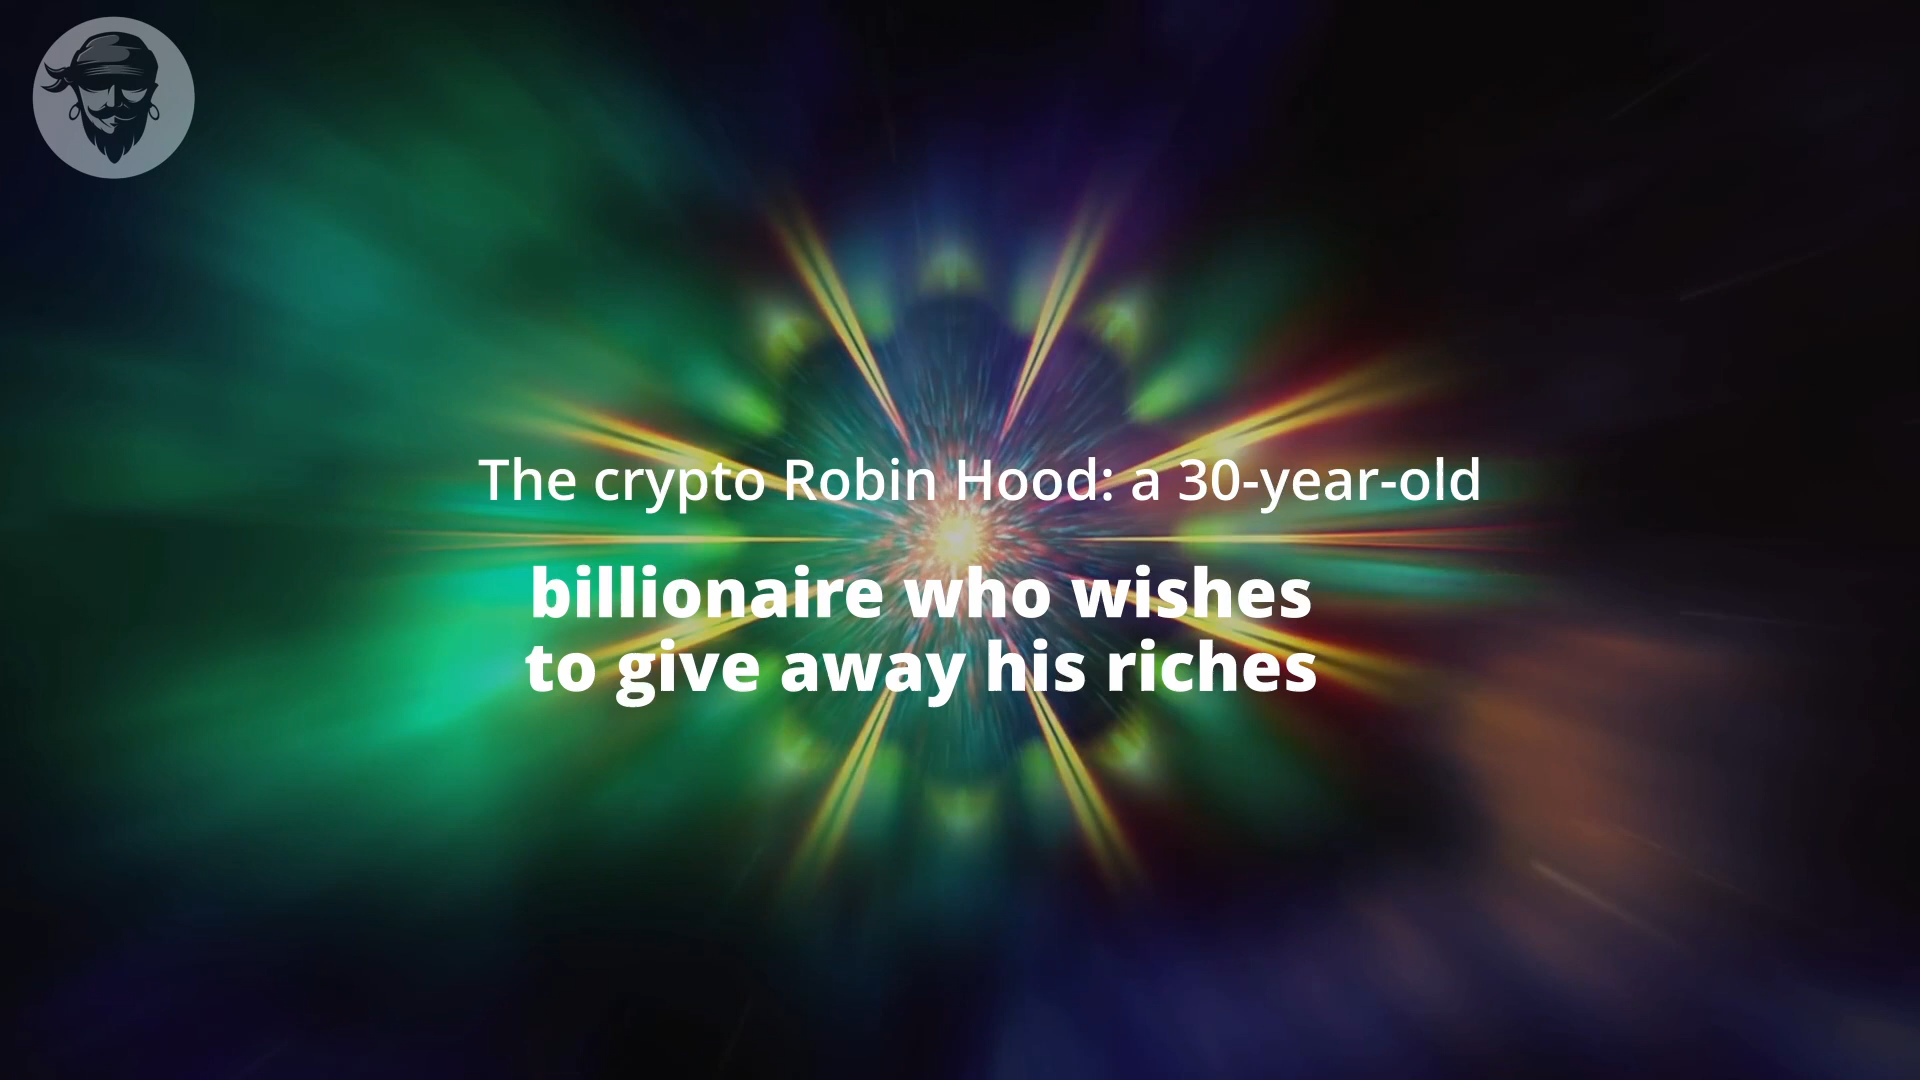 The crypto Robin Hood: a 30-year-old
billionaire who wishes
to give away his riches